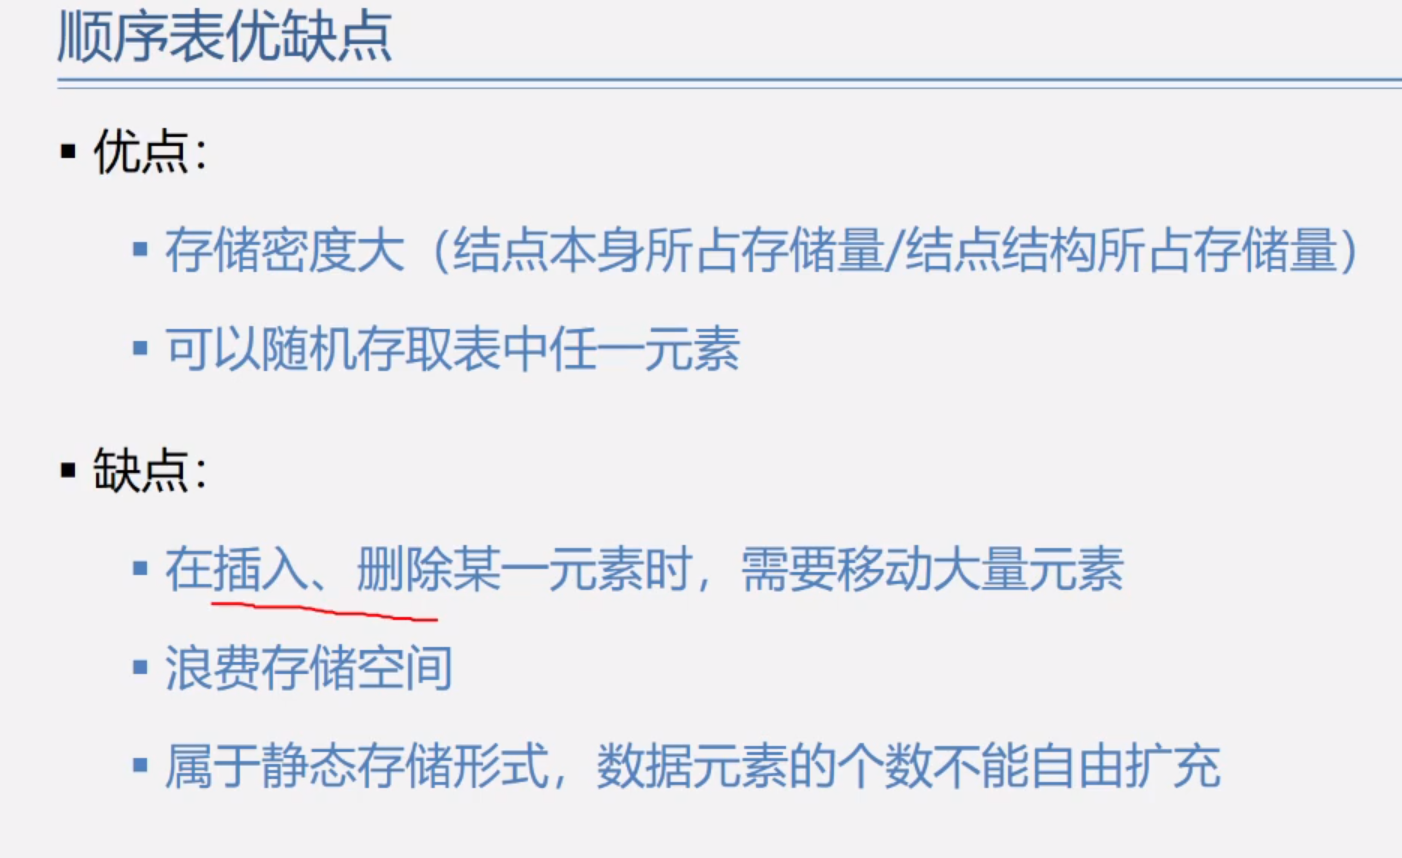 顺序表优缺点
▪ 优点：
▪ 存储密度大（结点本身所占存储量/结点结构所占存储量）
▪ 可以随机存取表中任一元素
▪ 缺点：
▪ 在插入、删除某一元素时，需要移动大量元素
▪ 浪费存储空间
▪ 属于静态存储形式，数据元素的个数不能自由扩充